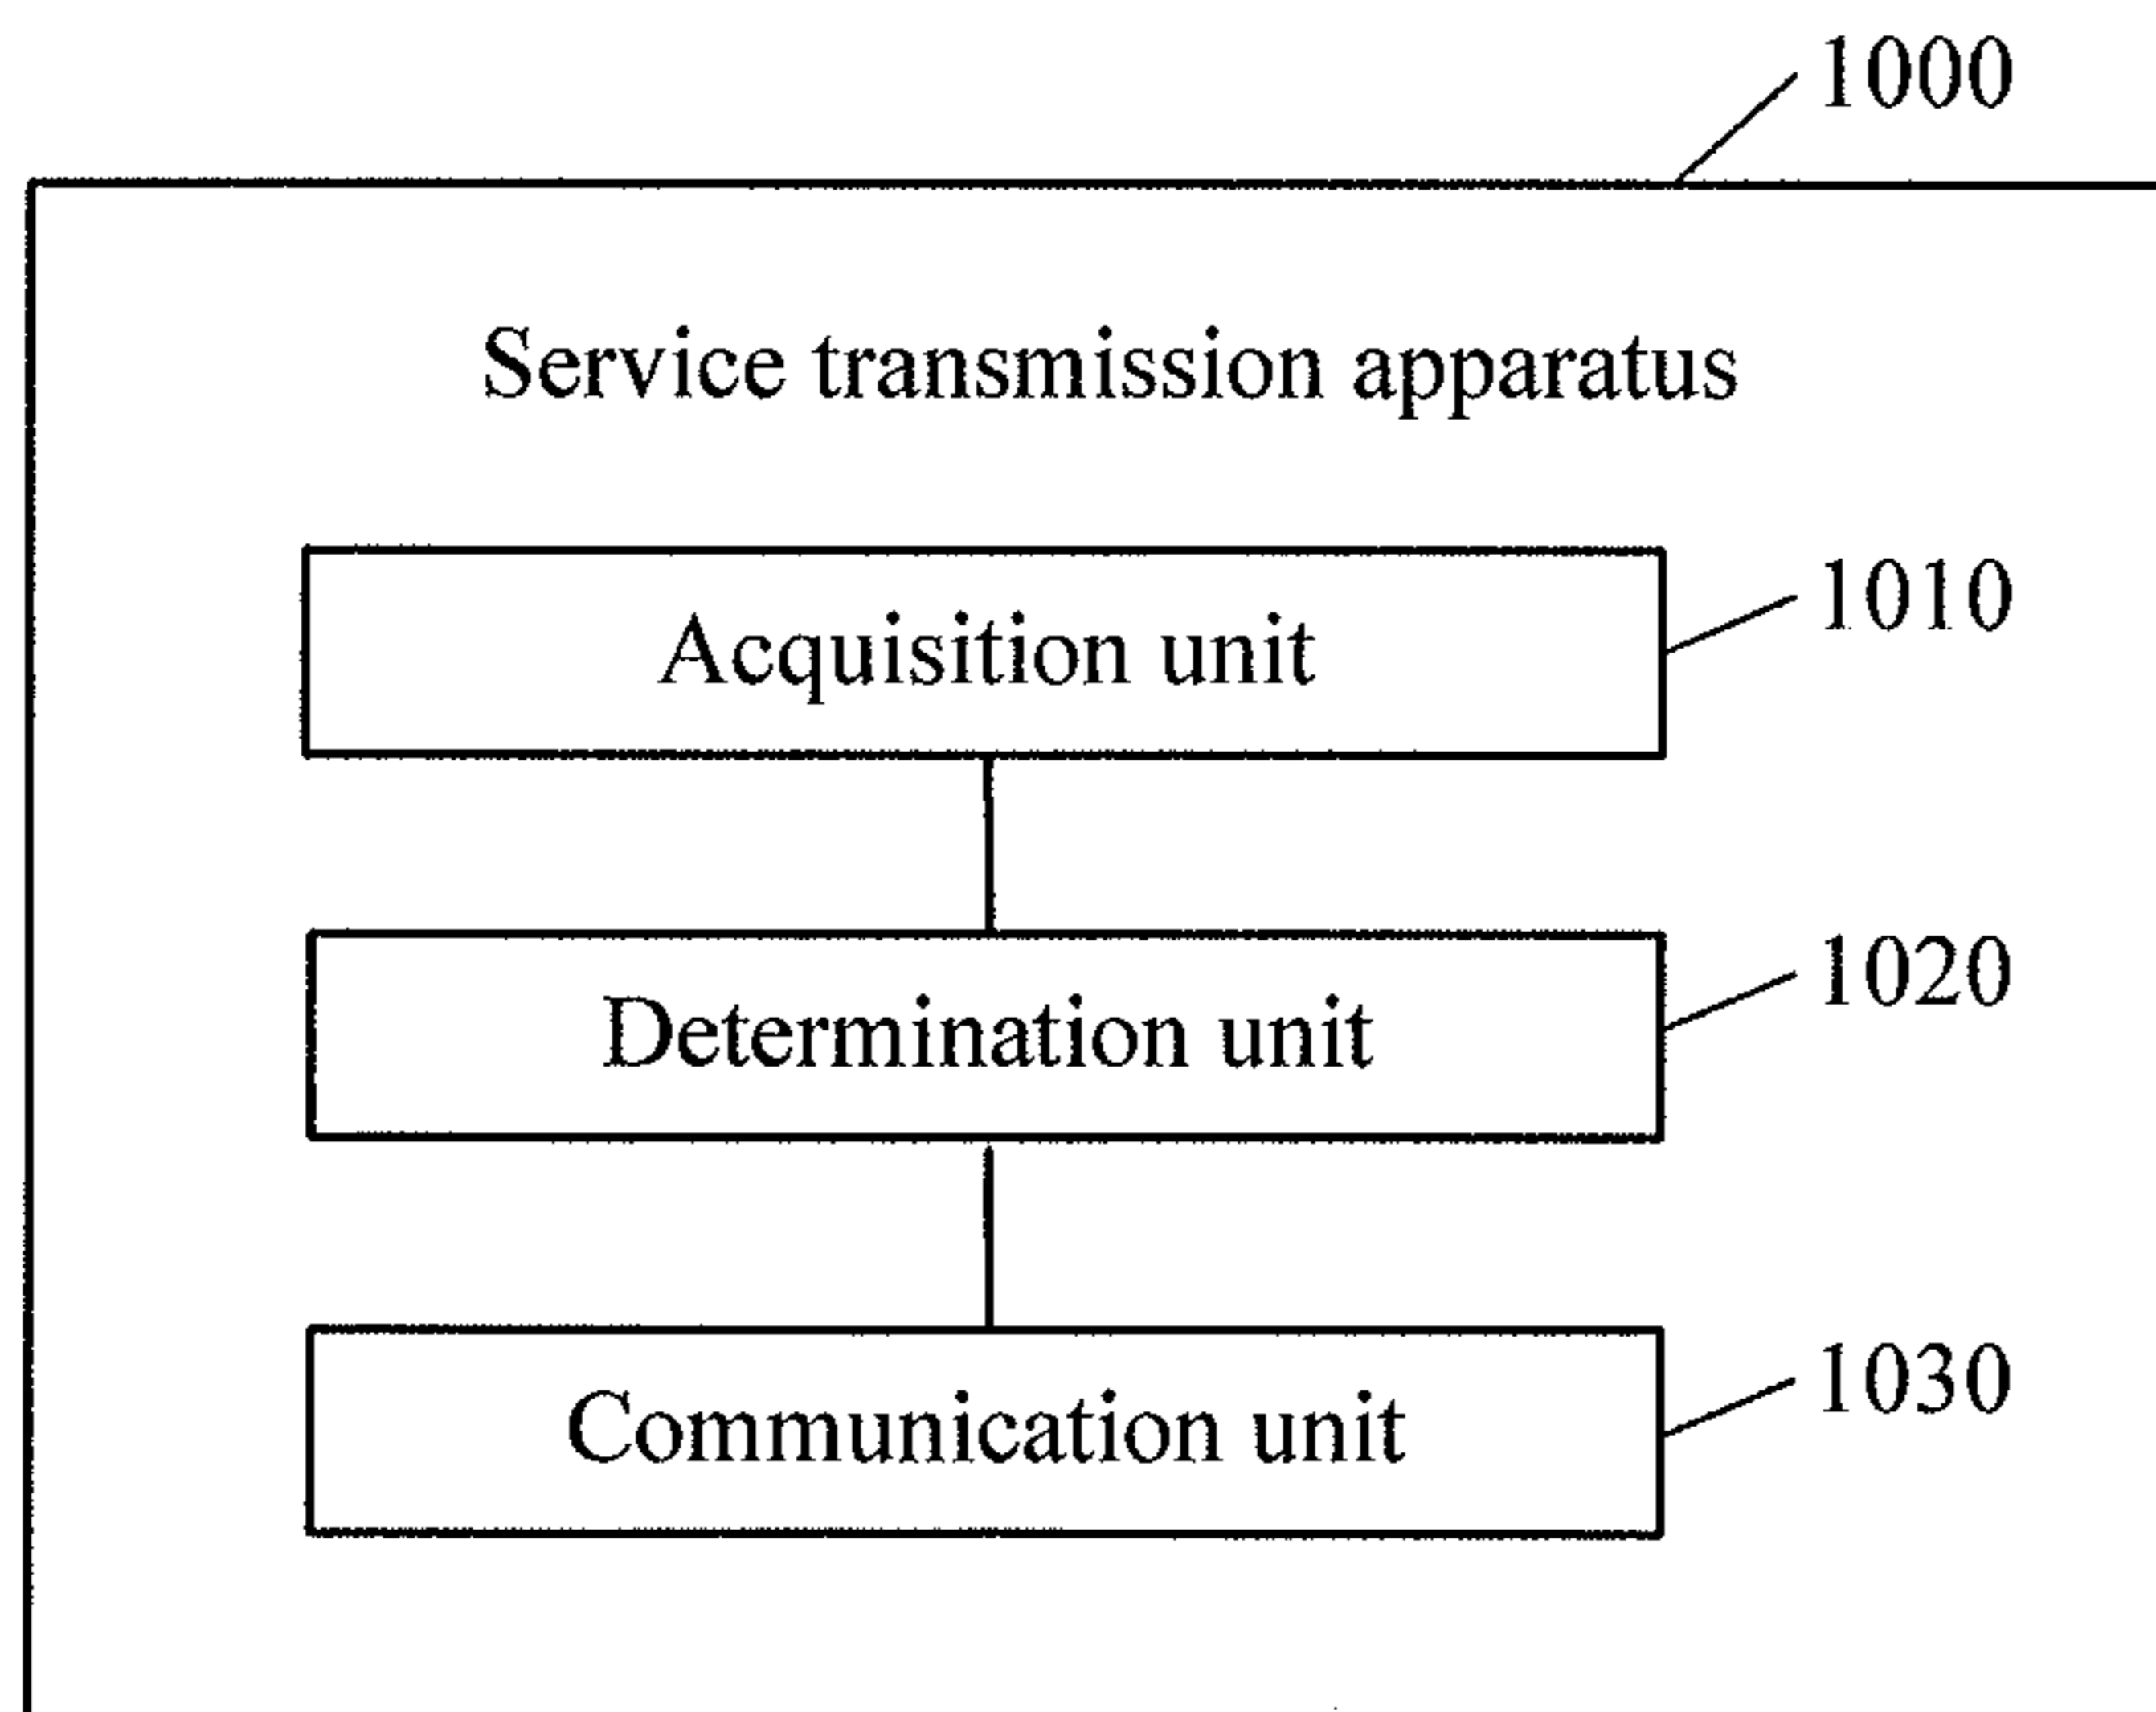 1000
Service transmission apparatus
Acquisition unit
1010
Determination unit
1020
Communication unit
1030